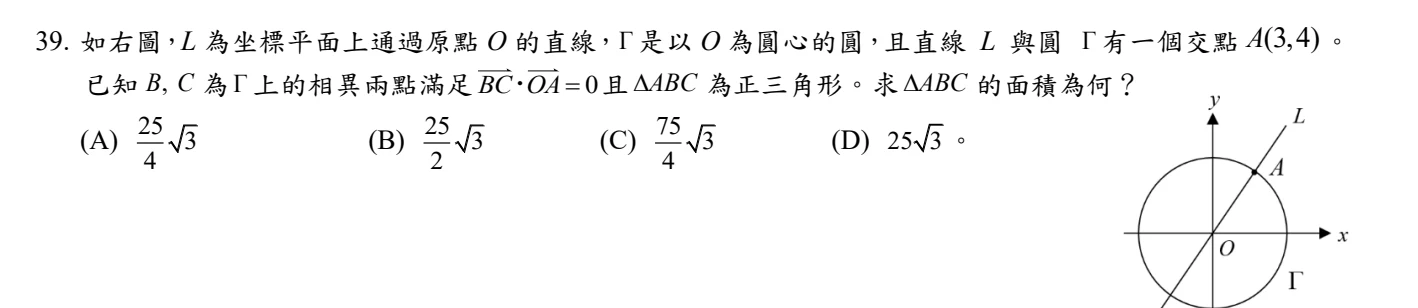 39. 如右圖,L 為坐標平面上通過原點 O 的直線,Γ 是以 O 為圓心的圓,且直線 L 與圓 Γ 有一個交點 A(3,4)。
已知 B, C 為 Γ 上的相異兩點滿足 $\overrightarrow{BC}\cdot\overrightarrow{OA}=0$ 且 ΔABC 為正三角形。求 ΔABC 的面積為何?
(A) $\frac{25}{4}\sqrt{3}$ (B) $\frac{25}{2}\sqrt{3}$ (C) $\frac{75}{4}\sqrt{3}$ (D) $25\sqrt{3}$。
y
L
A
x
O
Γ